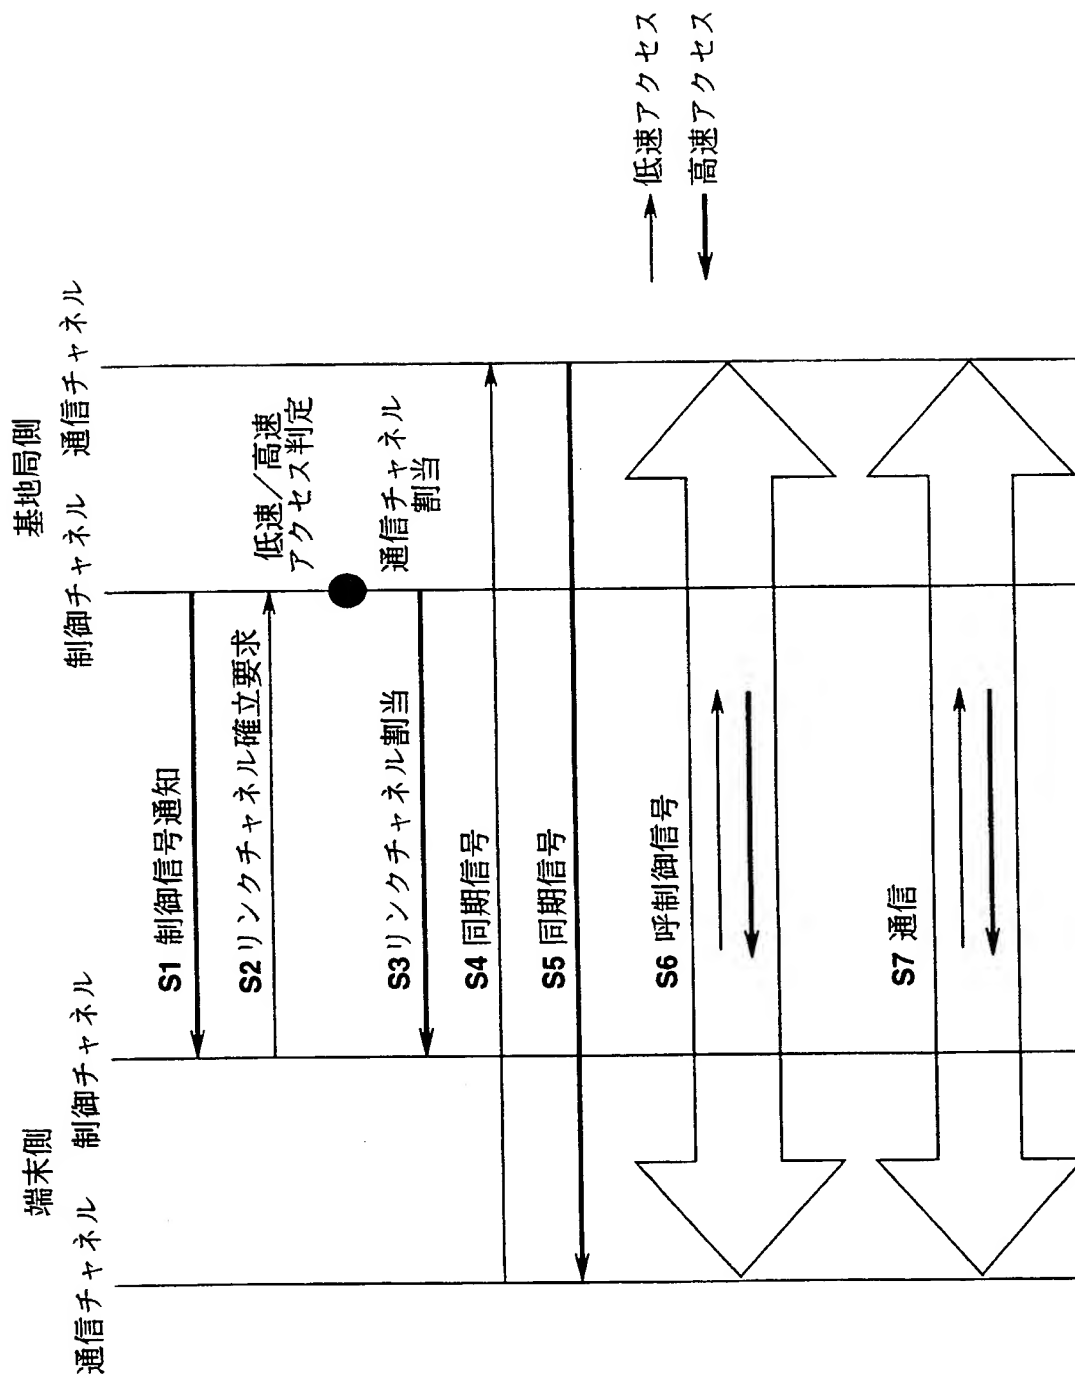 端末側
基地局側
通信チャネル
制御チャネル
制御チャネル
通信チャネル
S1 制御信号通知
S2 リンクチャネル確立要求
低速/高速
アクセス判定
S3 リンクチャネル割当
通信チャネル
割当
S4 同期信号
S5 同期信号
S6 呼制御信号
S7 通信
低速アクセス
高速アクセス